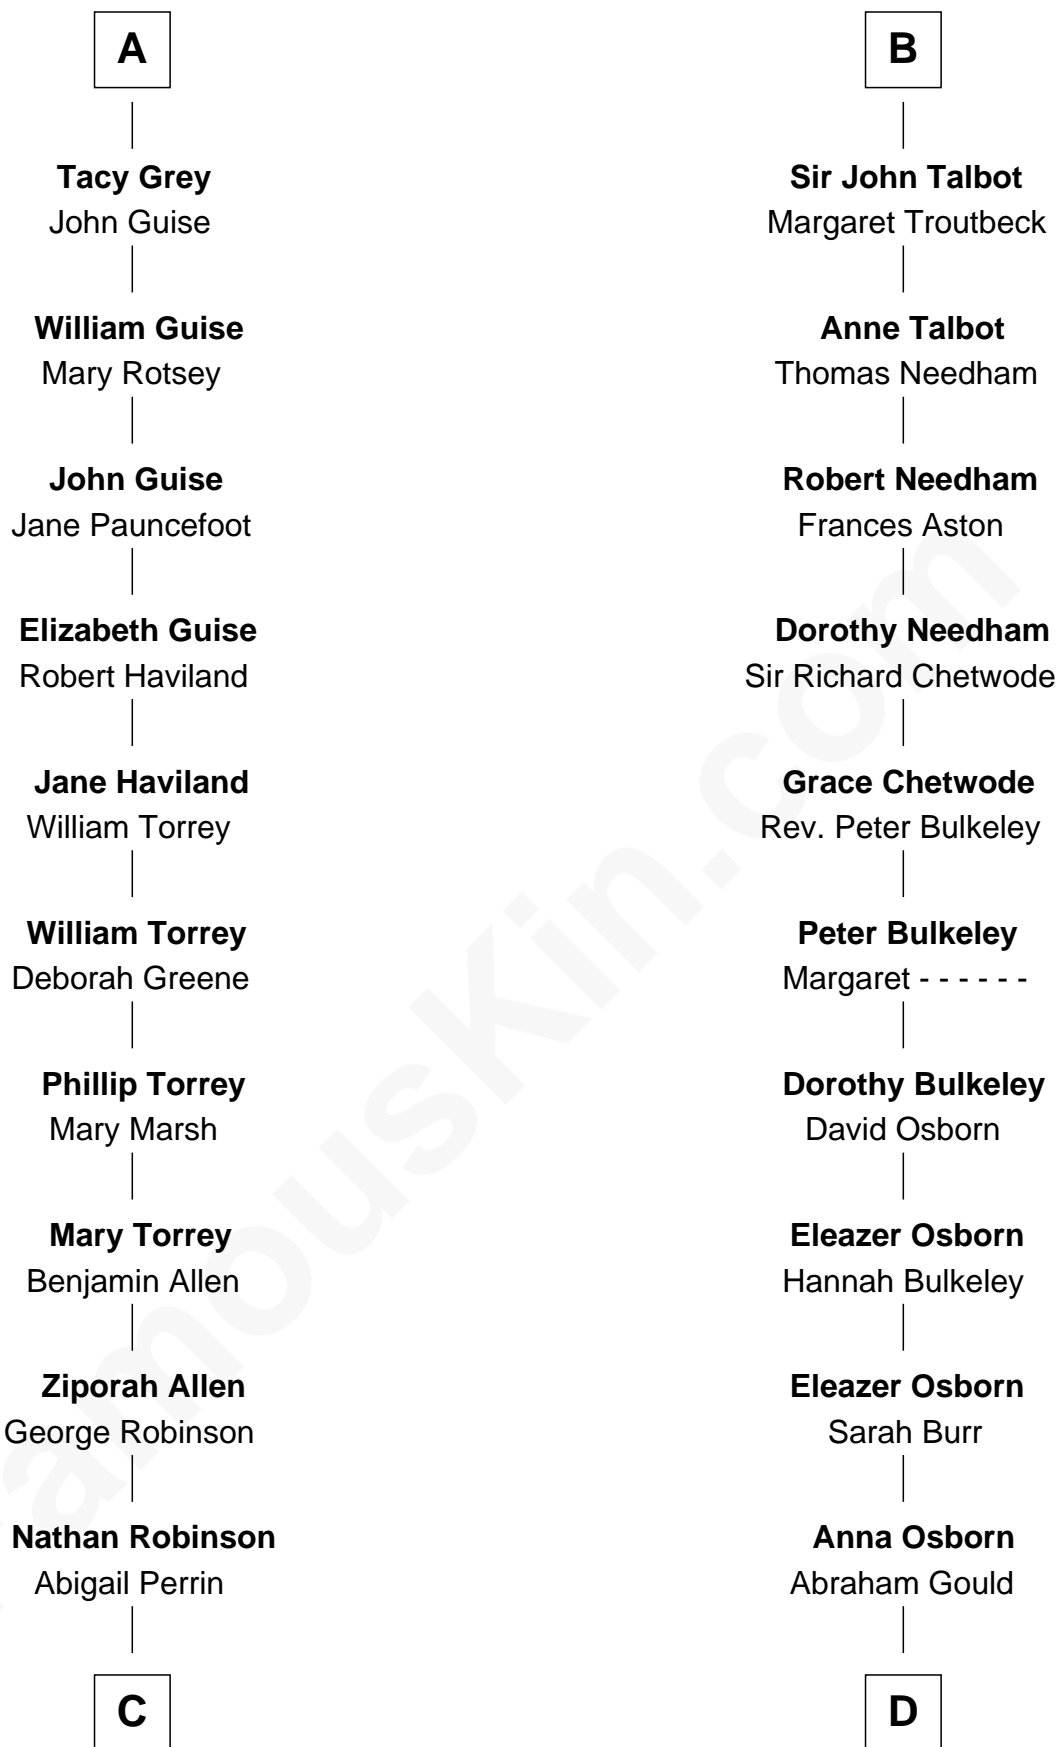 A
Tacy Grey
John Guise
William Guise
Mary Rotsey
John Guise
Jane Pauncefoot
Elizabeth Guise
Robert Haviland
Jane Haviland
William Torrey
William Torrey
Deborah Greene
Phillip Torrey
Mary Marsh
Mary Torrey
Benjamin Allen
Ziporah Allen
George Robinson
Nathan Robinson
Abigail Perrin
C
B
Sir John Talbot
Margaret Troutbeck
Anne Talbot
Thomas Needham
Robert Needham
Frances Aston
Dorothy Needham
Sir Richard Chetwode
Grace Chetwode
Rev. Peter Bulkeley
Peter Bulkeley
Margaret - - - - - -
Dorothy Bulkeley
David Osborn
Eleazer Osborn
Hannah Bulkeley
Eleazer Osborn
Sarah Burr
Anna Osborn
Abraham Gould
D
FamousKin.com